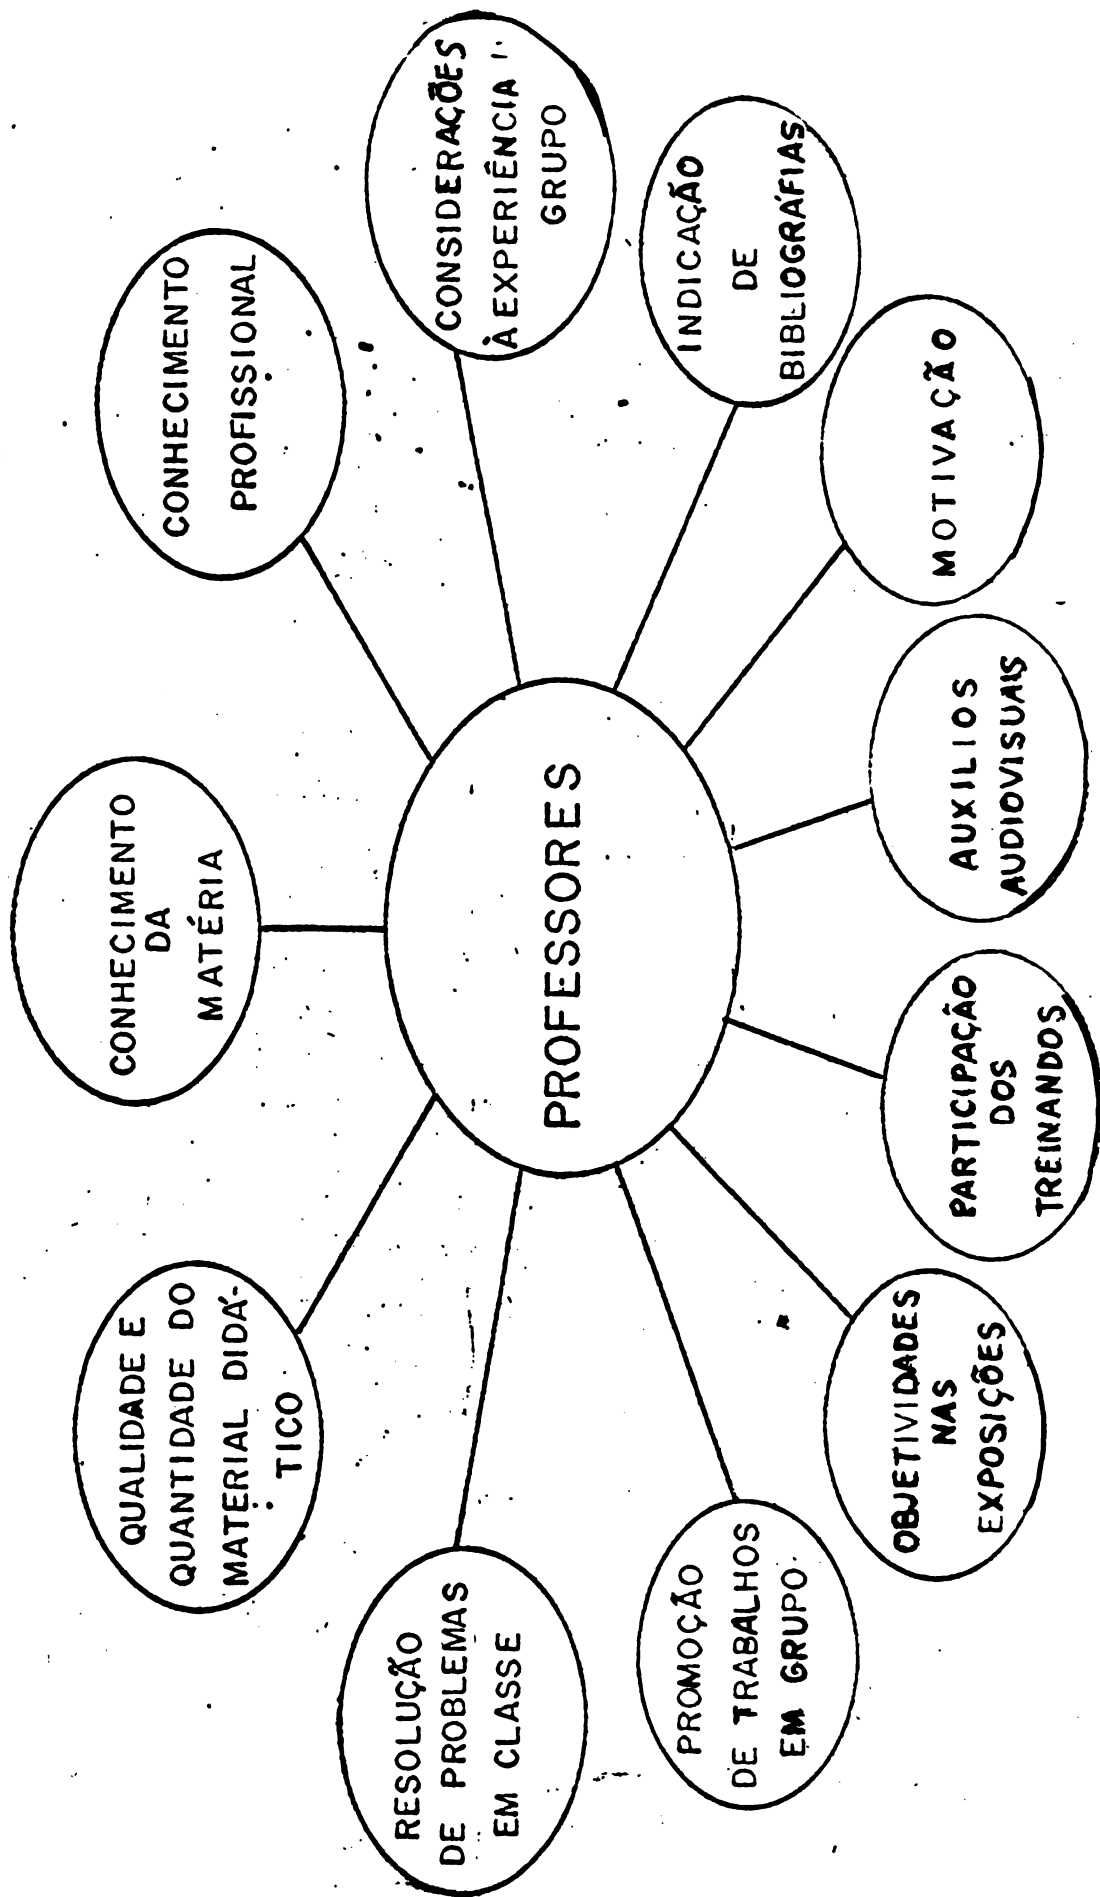 CONHECIMENTO
DA
MATÉRIA
CONHECIMENTO
PROFISSIONAL
CONSIDERAÇÕES
À EXPERIÊNCIA
GRUPO
INDICAÇÃO
DE
BIBLIOGRÁFIAS
MOTIVAÇÃO
AUXILIOS
AUDIOVISUAIS
PARTICIPAÇÃO
DOS
TREINANDOS
OBJETIVIDADES
NAS
EXPOSIÇÕES
PROMOÇÃO
DE TRABALHOS
EM GRUPO
RESOLUÇÃO
DE PROBLEMAS
EM CLASSE
QUALIDADE E
QUANTIDADE DO
MATERIAL DIDÁ-
TICO
PROFESSORES